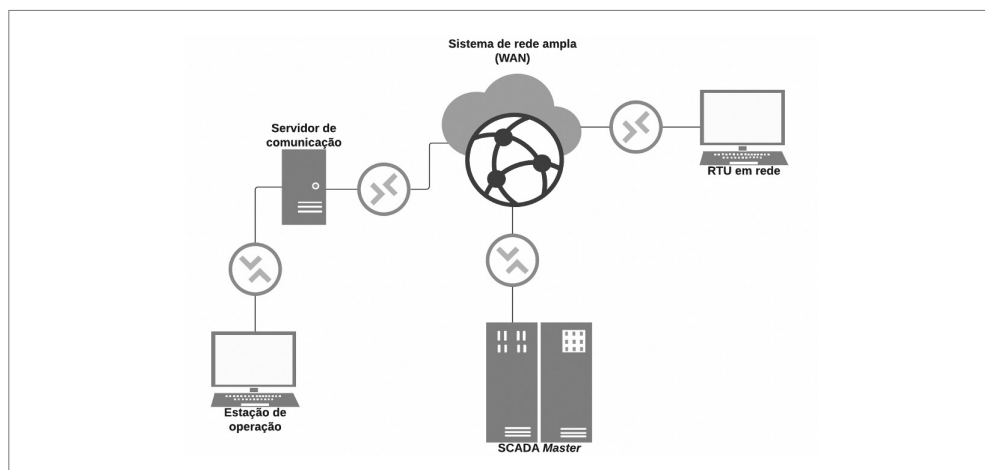 Sistema de rede ampla
(WAN)
Servidor de
comunicação
RTU em rede
Estação de
operação
SCADA Master